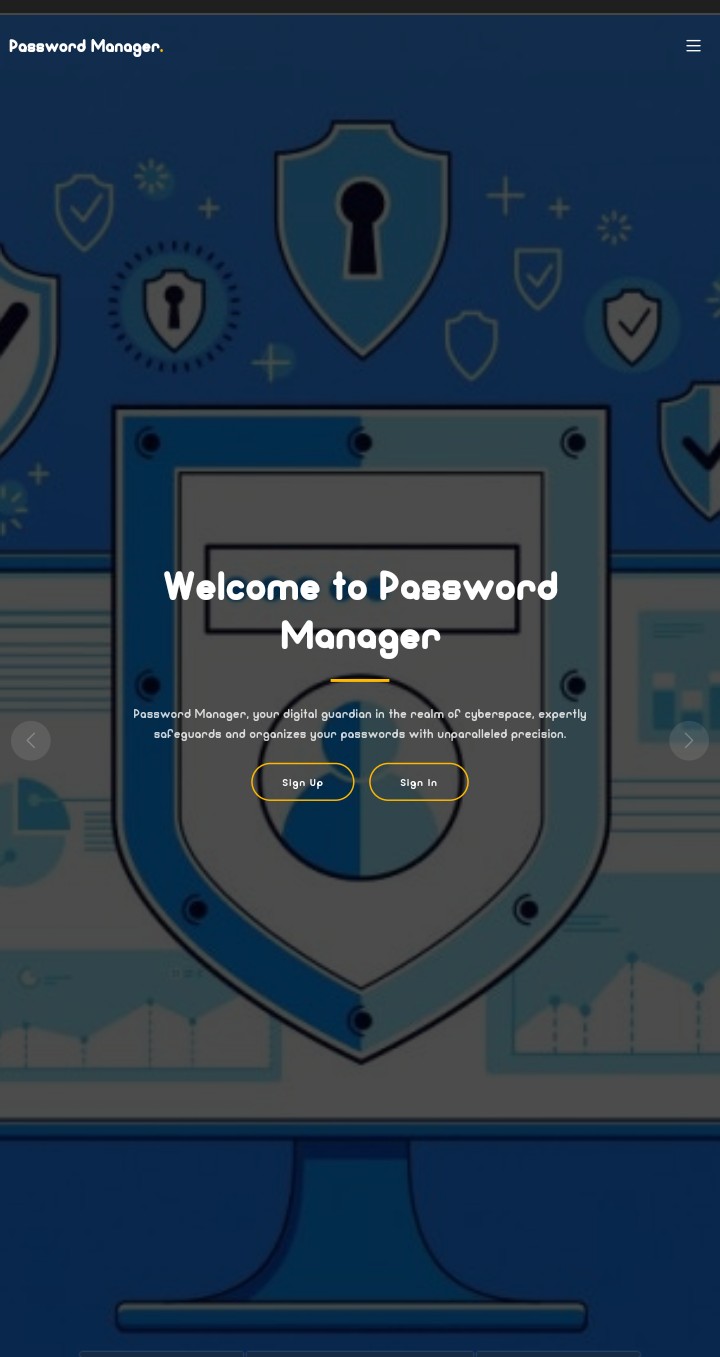 Password Manager.
Welcome to Password
Manager
Password Manager, your digital guardian in the realm of cyberspace, expertly
safeguards and organizes your passwords with unparalleled precision.
Sign Up
Sign In